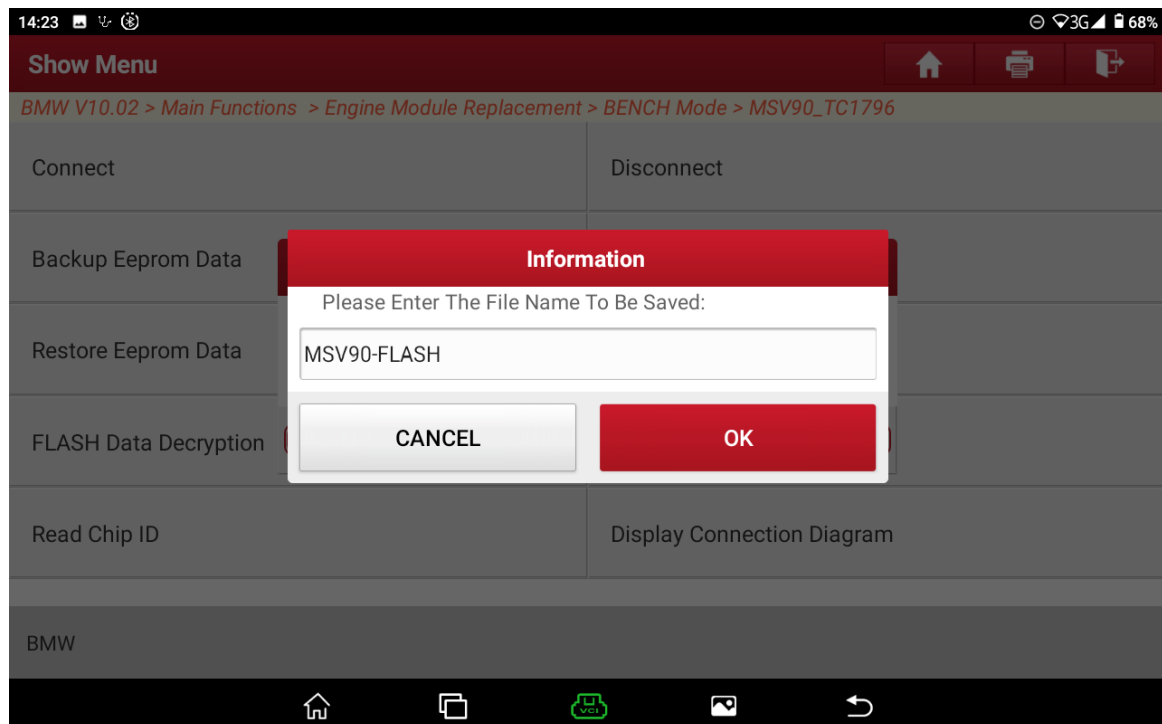 14:23
3G 68%
Show Menu
BMW V10.02 > Main Functions > Engine Module Replacement > BENCH Mode > MSV90_TC1796
Connect
Disconnect
Backup Eeprom Data
Information
Please Enter The File Name To Be Saved:
Restore Eeprom Data
MSV90-FLASH
FLASH Data Decryption
CANCEL
OK
Read Chip ID
Display Connection Diagram
BMW
VCI